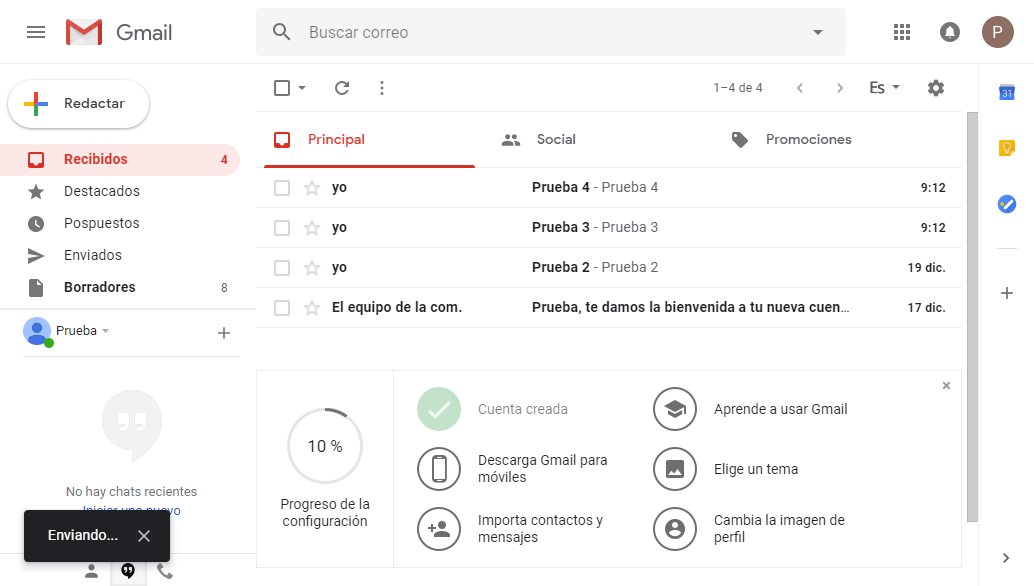 Gmail
Buscar correo
P
Redactar
1–4 de 4
Es
31
Recibidos 4
Destacados
Pospuestos
Enviados
Borradores 8
Principal
Social
Promociones
yo Prueba 4 - Prueba 4 9:12
yo Prueba 3 - Prueba 3 9:12
yo Prueba 2 - Prueba 2 19 dic.
El equipo de la com. Prueba, te damos la bienvenida a tu nueva cuen… 17 dic.
Prueba
No hay chats recientes
Iniciar uno nuevo
Enviando...
10 %
Progreso de la
configuración
Cuenta creada
Descarga Gmail para
móviles
Importa contactos y
mensajes
Aprende a usar Gmail
Elige un tema
Cambia la imagen de
perfil